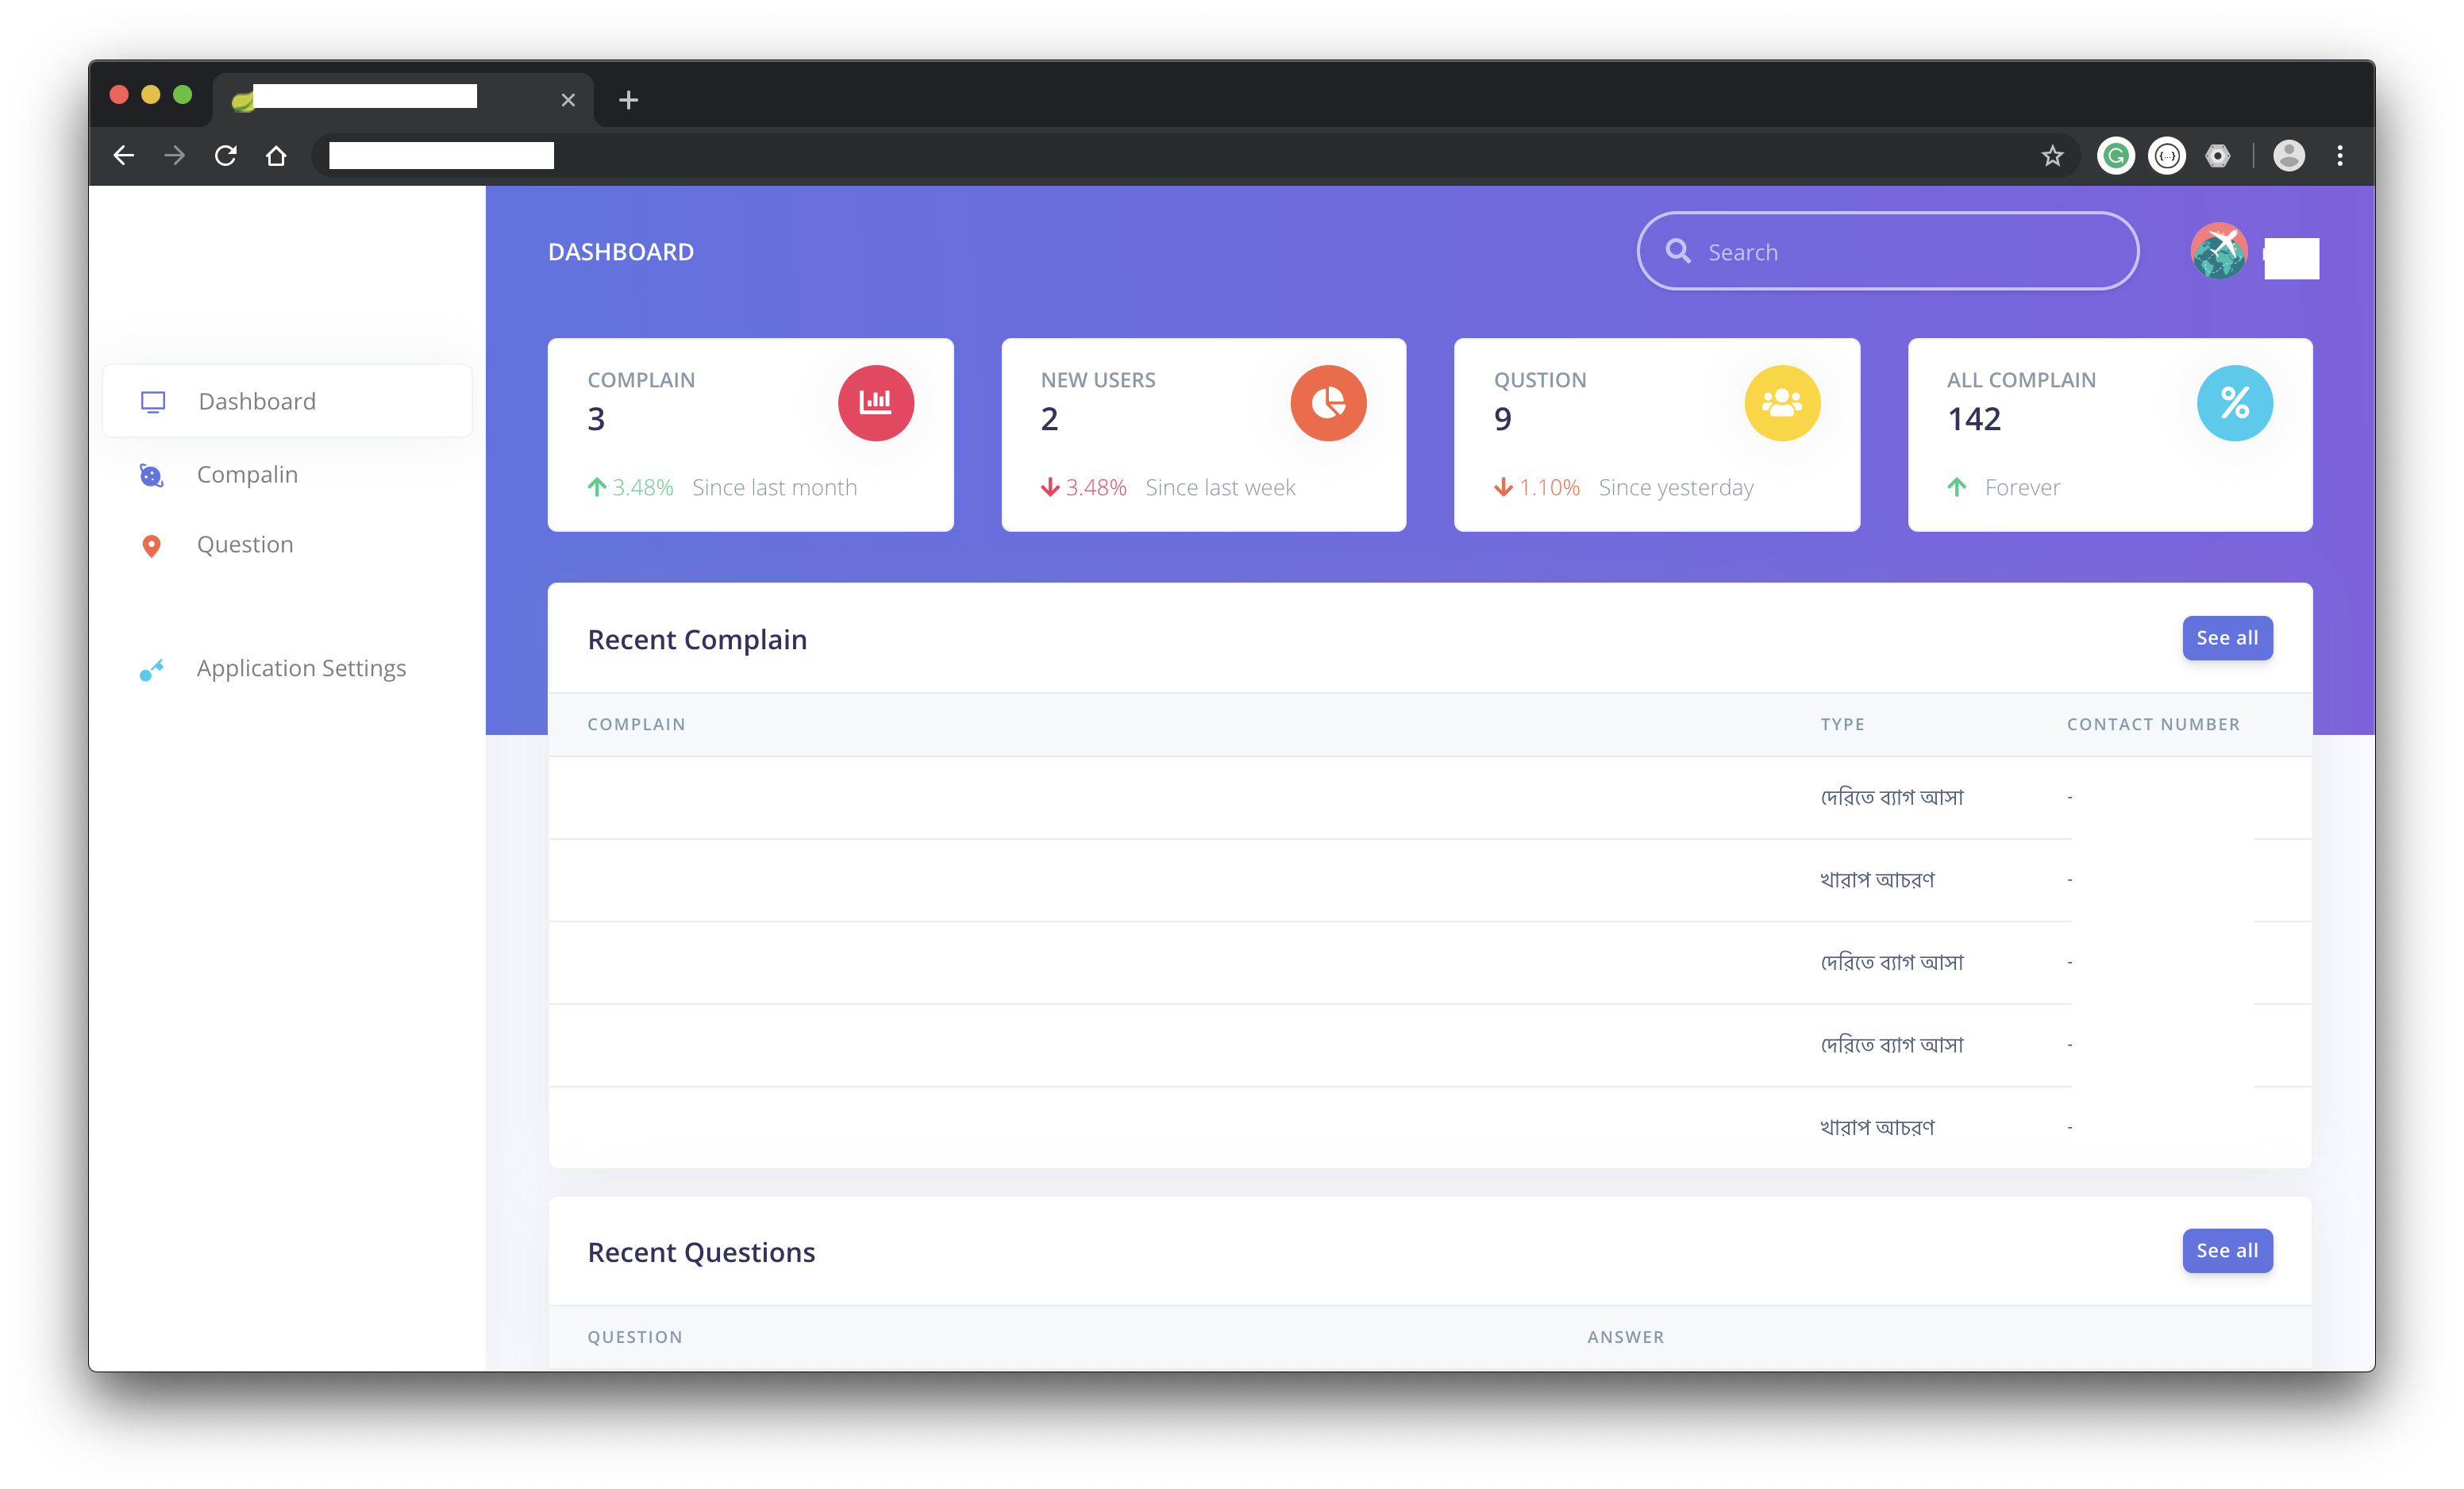 DASHBOARD
Search
Dashboard
Compalin
Question
Application Settings
COMPLAIN
3
3.48% Since last month
NEW USERS
2
3.48% Since last week
QUSTION
9
1.10% Since yesterday
ALL COMPLAIN
142
Forever
Recent Complain
See all
COMPLAIN TYPE CONTACT NUMBER
দেরিতে ব্যাগ আসা -
খারাপ আচরণ -
দেরিতে ব্যাগ আসা -
দেরিতে ব্যাগ আসা -
খারাপ আচরণ -
Recent Questions
See all
QUESTION ANSWER